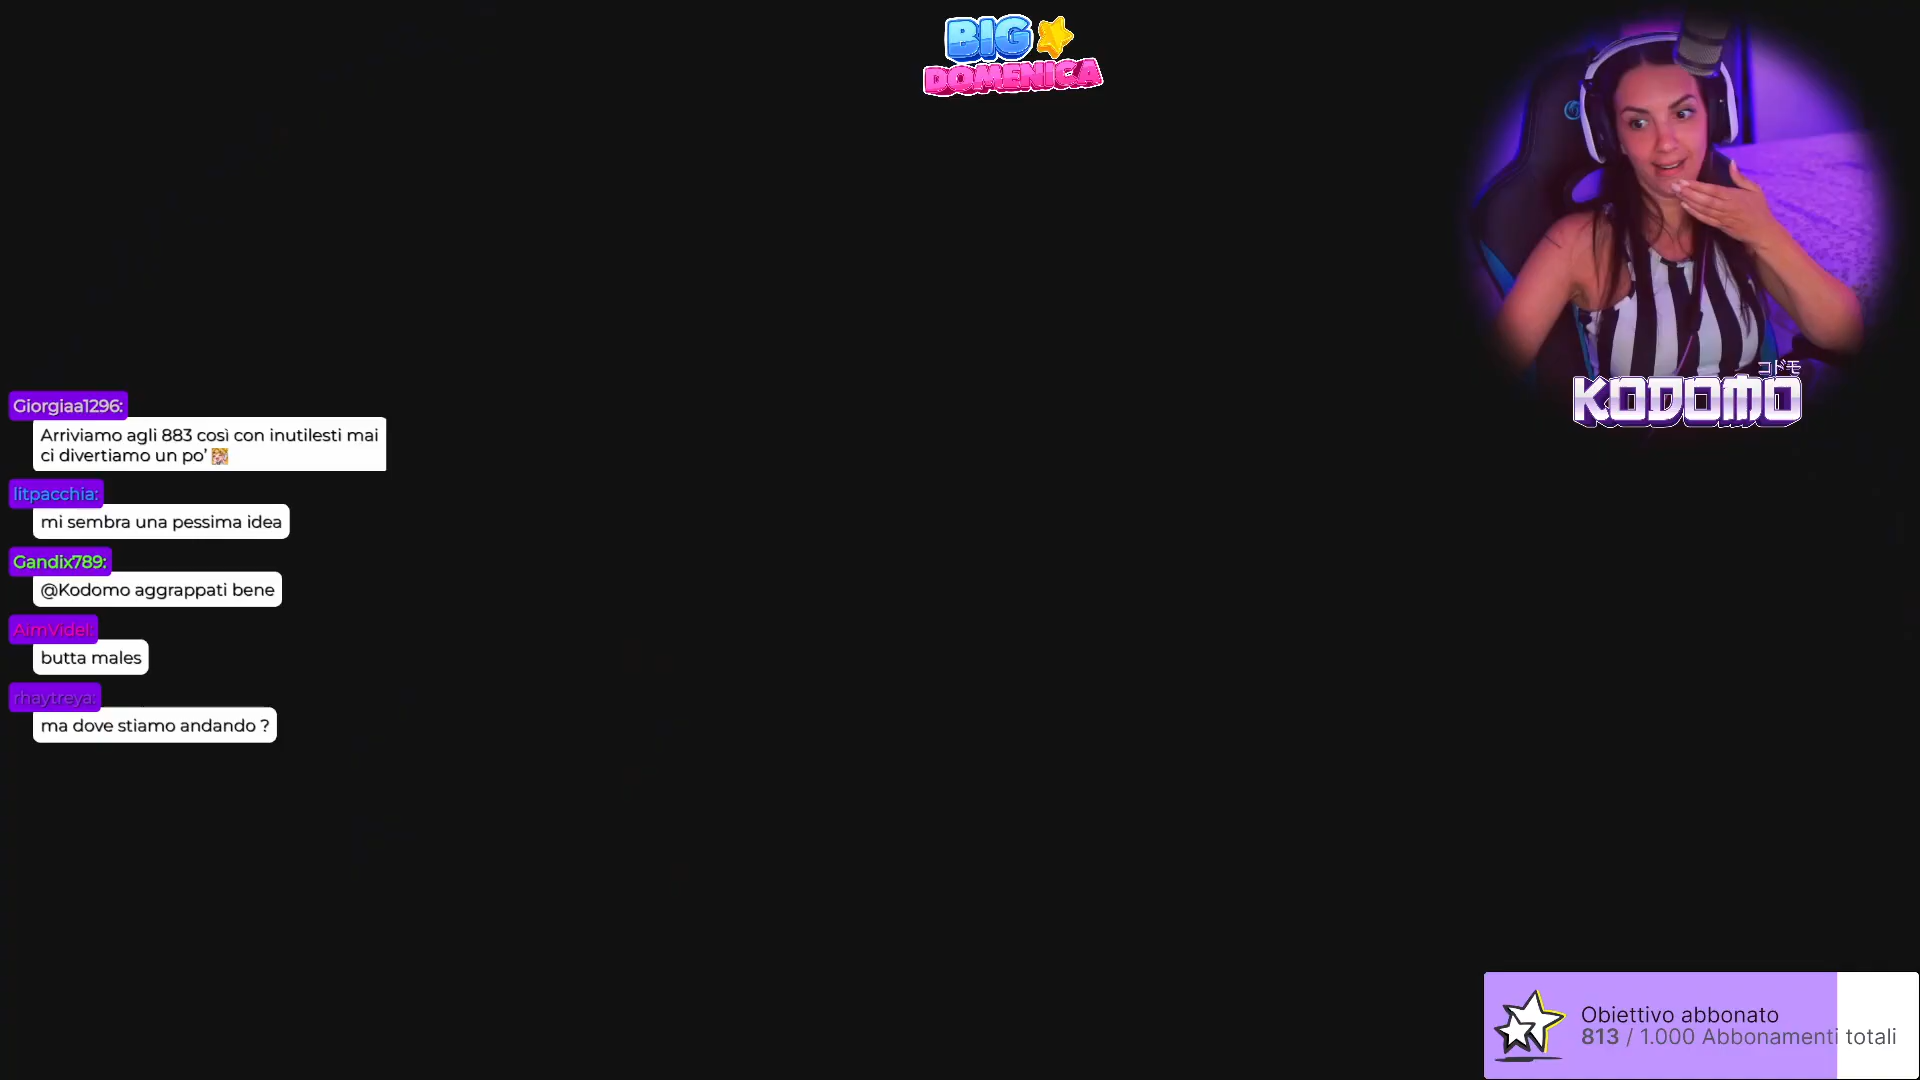 BIG
DOMENICA
コドモ
KODOMO
Giorgiaa1296:
Arriviamo agli 883 così con inutilesti mai
ci divertiamo un po'
litpacchia:
mi sembra una pessima idea
Gandix789:
@Kodomo aggrappati bene
AimVidel:
butta males
rhaytreya:
ma dove stiamo andando ?
Obiettivo abbonato
813 / 1.000 Abbonamenti totali